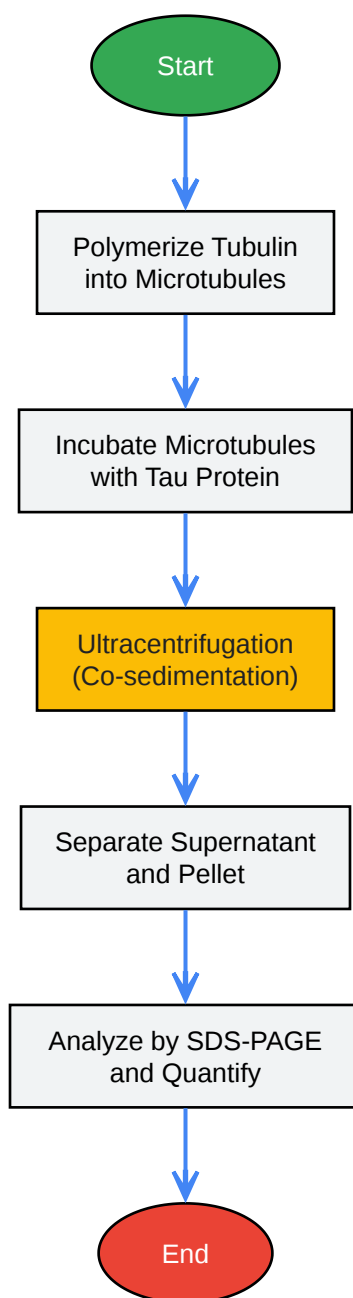 Start
Polymerize Tubulin
into Microtubules
Incubate Microtubules
with Tau Protein
Ultracentrifugation
(Co-sedimentation)
Separate Supernatant
and Pellet
Analyze by SDS-PAGE
and Quantify
End